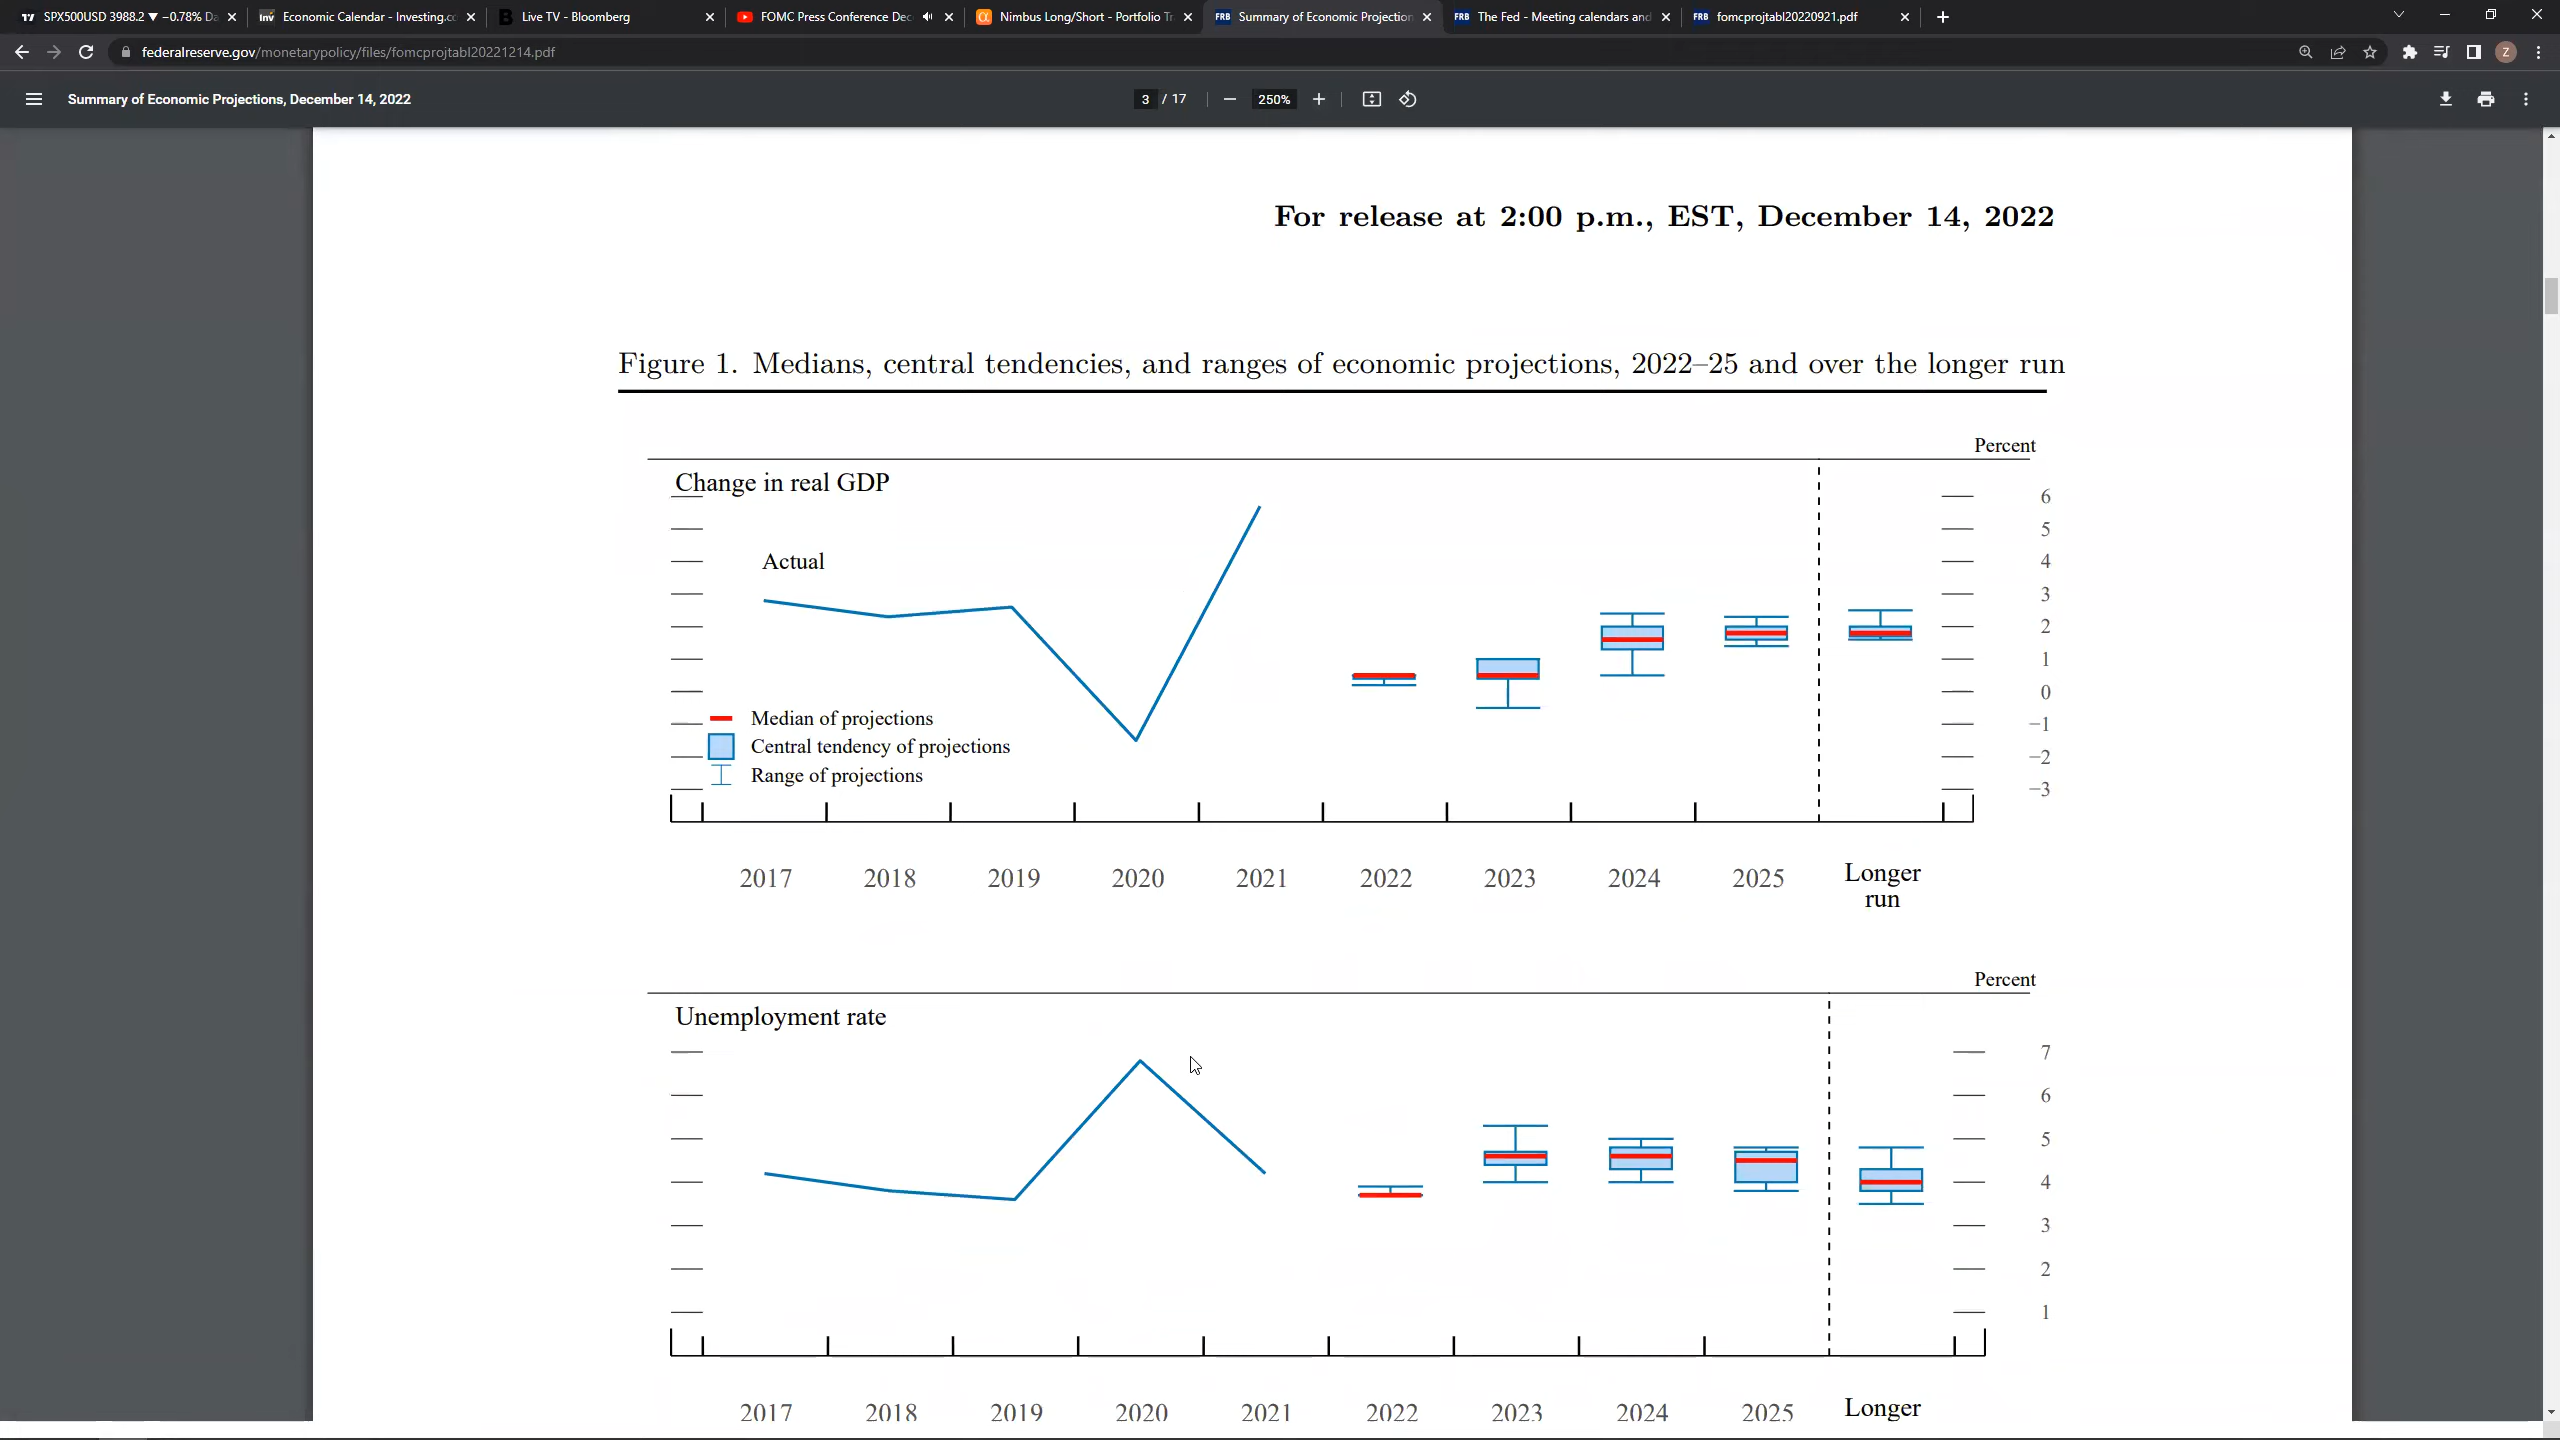 SPX500USD 3988.2 ▼ −0.78% Da
Economic Calendar - Investing.co
Live TV - Bloomberg
FOMC Press Conference Dec
Nimbus Long/Short - Portfolio Tr
FRB Summary of Economic Projection
FRB The Fed - Meeting calendars and
FRB fomcprojtabl20220921.pdf
federalreserve.gov/monetarypolicy/files/fomcprojtabl20221214.pdf
Z
Summary of Economic Projections, December 14, 2022
3 / 17
250%
For release at 2:00 p.m., EST, December 14, 2022
Figure 1. Medians, central tendencies, and ranges of economic projections, 2022–25 and over the longer run
Percent
Change in real GDP
Actual
Median of projections
Central tendency of projections
Range of projections
6
5
4
3
2
1
0
−1
−2
−3
2017 2018 2019 2020 2021 2022 2023 2024 2025 Longer
run
Percent
Unemployment rate
7
6
5
4
3
2
1
2017 2018 2019 2020 2021 2022 2023 2024 2025 Longer